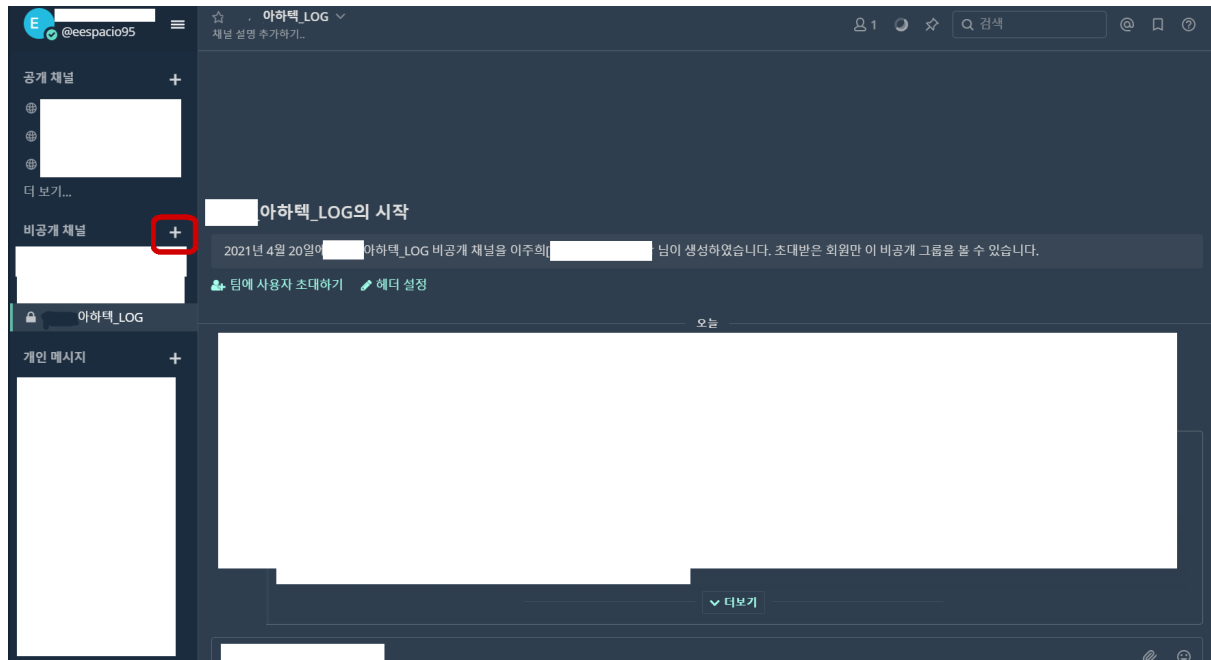 E
@eespacio95
공개 채널
더 보기...
비공개 채널
아하텍_LOG
개인 메시지
아하텍_LOG
채널 설명 추가하기..
1
검색
아하텍_LOG의 시작
2021년 4월 20일에 아하텍_LOG 비공개 채널을 이주희[ 님이 생성하였습니다. 초대받은 회원만 이 비공개 그룹을 볼 수 있습니다.
팀에 사용자 초대하기 헤더 설정
오늘
더보기